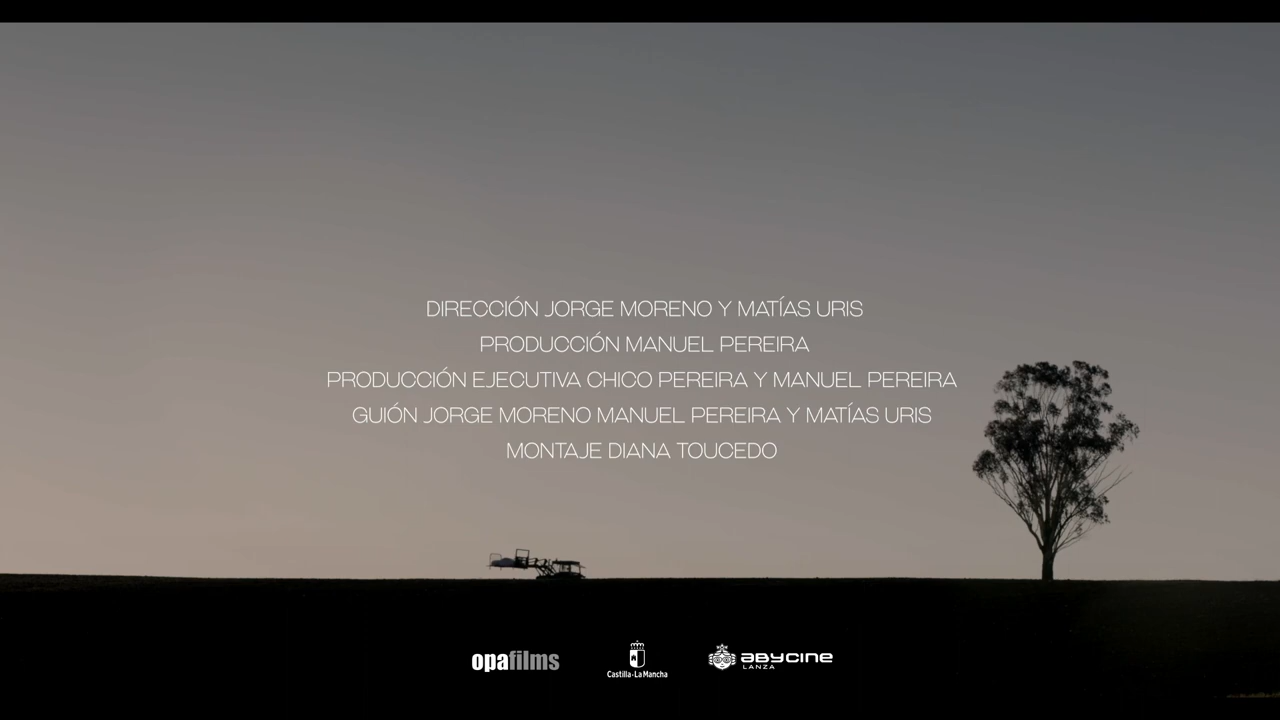 DIRECCIÓN JORGE MORENO Y MATÍAS URIS
PRODUCCIÓN MANUEL PEREIRA
PRODUCCIÓN EJECUTIVA CHICO PEREIRA Y MANUEL PEREIRA
GUIÓN JORGE MORENO MANUEL PEREIRA Y MATÍAS URIS
MONTAJE DIANA TOUCEDO
opafilms
Castilla-La Mancha
ABYCINE
LANZA